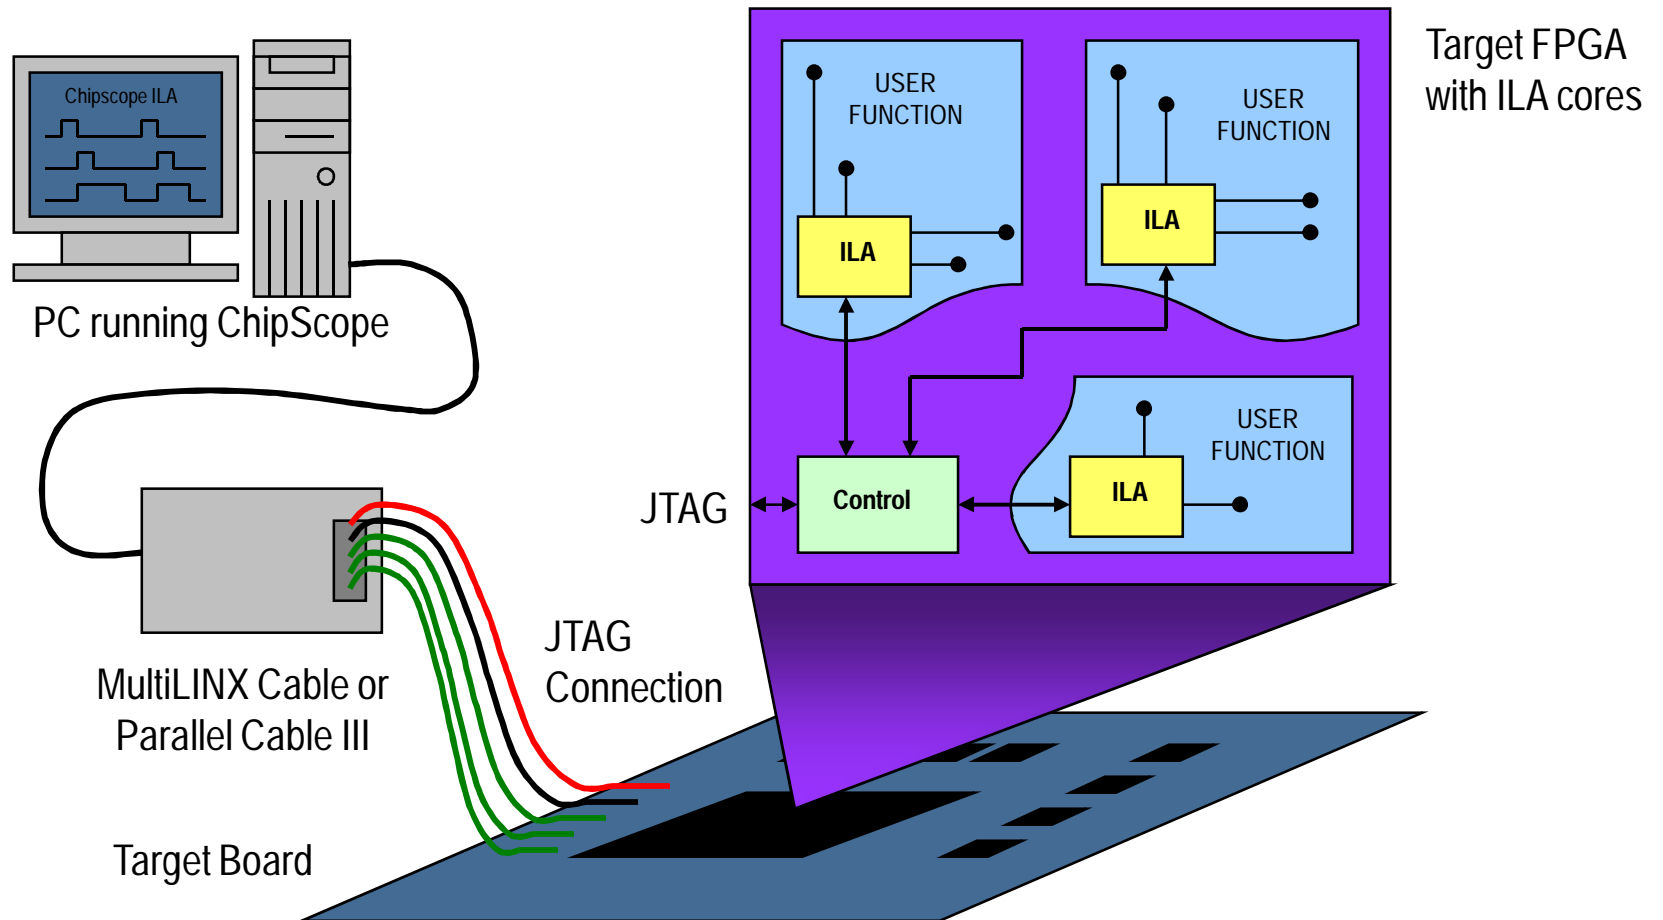 Chipscope ILA
PC running ChipScope
MultiLINX Cable or
Parallel Cable III
JTAG
Connection
Target Board
Target FPGA
with ILA cores
USER
FUNCTION
ILA
USER
FUNCTION
ILA
USER
FUNCTION
ILA
Control
JTAG